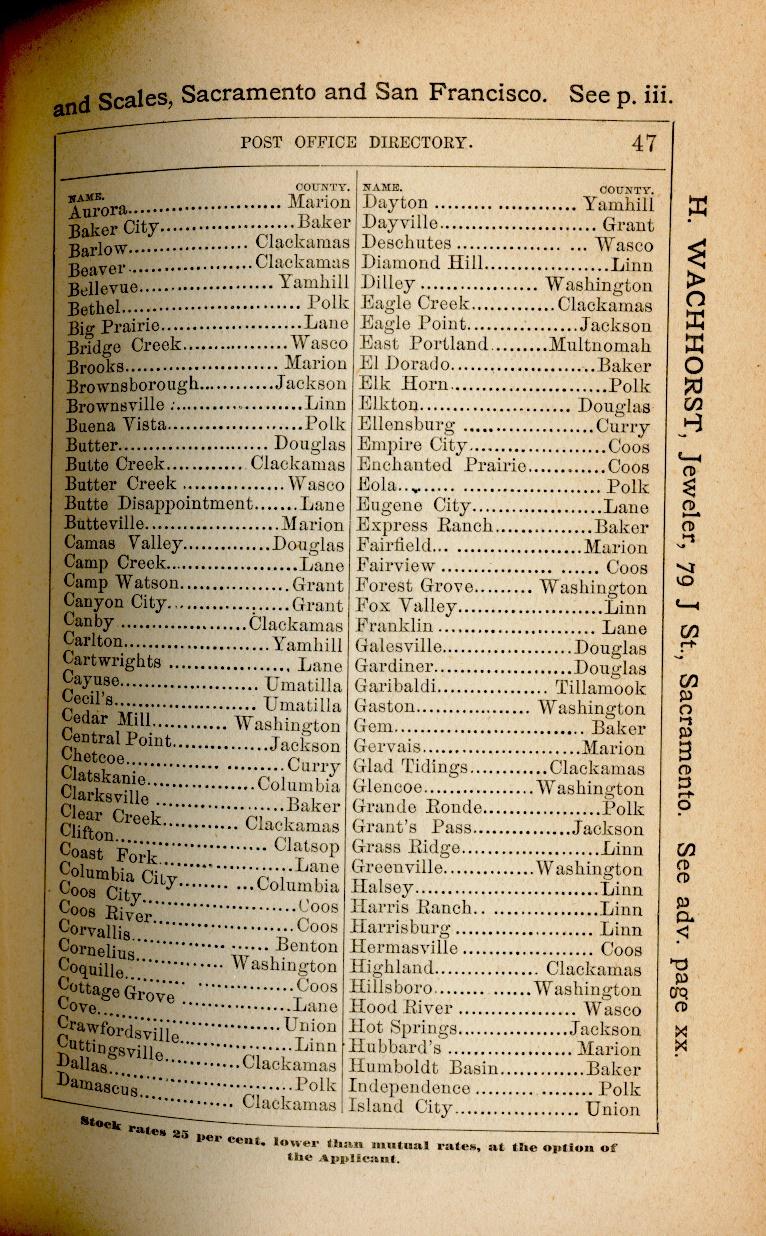 and Scales, Sacramento and San Francisco. See p. iii.
POST OFFICE DIRECTORY. 47
NAME. COUNTY.
Aurora........................ Marion
Baker City......................Baker
Barlow.................. Clackamas
Beaver....................Clackamas
Bellevue...................... Yamhill
Bethel............................. Polk
Big Prairie.......................Lane
Bridge Creek.................Wasco
Brooks......................... Marion
Brownsborough............Jackson
Brownsville :......................Linn
Buena Vista......................Polk
Butter....................... Douglas
Butte Creek............ Clackamas
Butter Creek ................Wasco
Butte Disappointment.......Lane
Butteville.....................Marion
Camas Valley..............Douglas
Camp Creek.....................Lane
Camp Watson.................Grant
Canyon City...................Grant
Canby ....................Clackamas
Carlton.......................Yamhill
Cartwrights ................... Lane
Cayuse...................... Umatilla
Cecil's....................... Umatilla
Cedar Mill............ Washington
Central Point...............Jackson
Chetcoe............... .........Curry
Clatskanie.................Columbia
Clarksville .....................Baker
Clear Creek............ Clackamas
Clifton........................ Clatsop
Coast Fork......................Lane
Columbia City........ ...Columbia
Coos City........................Coos
Coos River......................Coos
Corvallis............... ...... Benton
Cornelius.............. Washington
Coquille......... ...............Coos
Cottage Grove .................Lane
Cove............................ Union
Crawfordsville..................Linn
Cuttingsville............Clackamas
Dallas.............................Polk
Damascus.............. Clackamas
NAME. COUNTY.
Dayton ......... ............ Yamhill
Dayville......................... Grant
Deschutes ................ ... Wasco
Diamond Hill...................Linn
Dilley .................. Washington
Eagle Creek.............Clackamas
Eagle Point..................Jackson
East Portland.........Multnomah
El Dorado.......................Baker
Elk Horn.........................Polk
Elkton........................ Douglas
Ellensburg .....................Curry
Empire City......................Coos
Enchanted Prairie............Coos
Eola......... ...................... Polk
Eugene City.....................Lane
Express Ranch...............Baker
Fairfield... ....................Marion
Fairview .................. ...... Coos
Forest Grove......... Washington
Fox Valley.......................Linn
Franklin ......................... Lane
Galesville.....................Douglas
Gardiner......................Douglas
Garibaldi................. Tillamook
Gaston.................. Washington
Gem.............................. Baker
Gervais.........................Marion
Glad Tidings............Clackamas
Glencoe.................Washington
Grande Ronde...................Polk
Grant's Pass................Jackson
Grass Ridge......................Linn
Greenville..............Washington
Halsey.............................Linn
Harris Ranch.. .................Linn
Harrisburg ...................... Linn
Hermasville ..................... Coos
Highland................ Clackamas
Hillsboro........ ......Washington
Hood River .................... Wasco
Hot Springs..................Jackson
Hubbard's .................... Marion
Humboldt Basin..............Baker
Independence ......... ........ Polk
Island City.................... Union
Stock rates 25 per cent. lower than mutual rates, at the option of
the Applicant.
H. WACHHORST, Jeweler, 79 J St., Sacramento. See adv. page xx.